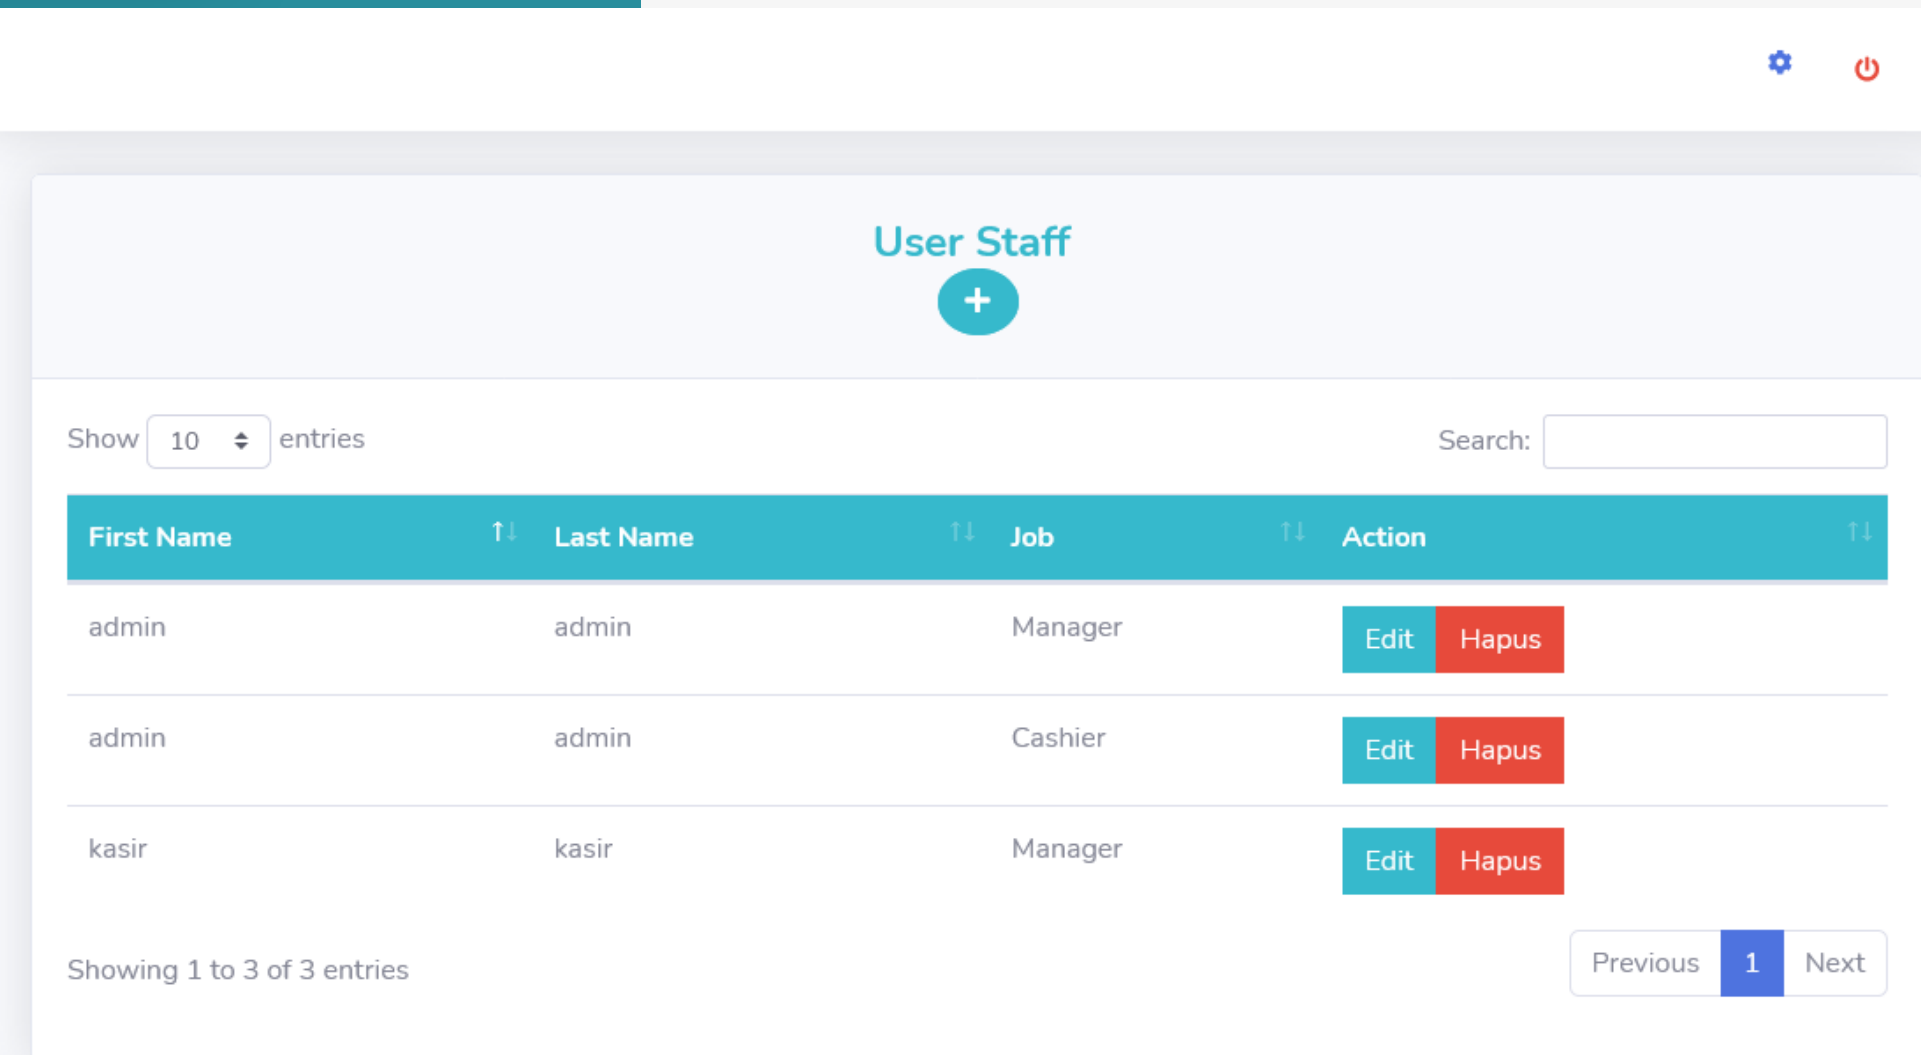 User Staff
+
Show 10 entries
Search:
First Name Last Name Job Action
admin admin Manager Edit Hapus
admin admin Cashier Edit Hapus
kasir kasir Manager Edit Hapus
Showing 1 to 3 of 3 entries
Previous 1 Next